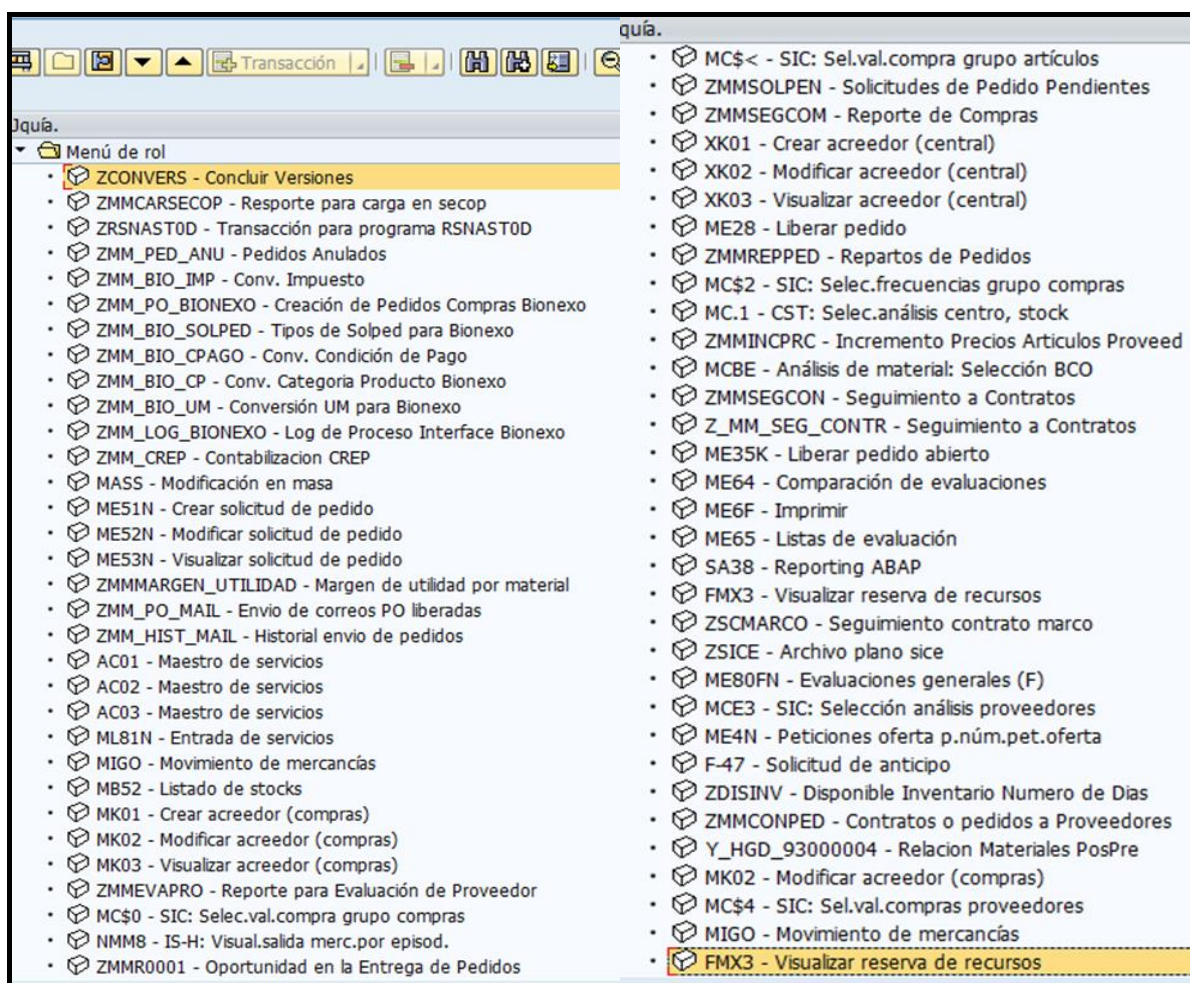 Transacción
Jquía.
Menú de rol
ZCONVERS - Concluir Versiones
ZMMCARSECOP - Resporte para carga en secop
ZRSNAST0D - Transacción para programa RSNAST0D
ZMM_PED_ANU - Pedidos Anulados
ZMM_BIO_IMP - Conv. Impuesto
ZMM_PO_BIONEXO - Creación de Pedidos Compras Bionexo
ZMM_BIO_SOLPED - Tipos de Solped para Bionexo
ZMM_BIO_CPAGO - Conv. Condición de Pago
ZMM_BIO_CP - Conv. Categoria Producto Bionexo
ZMM_BIO_UM - Conversión UM para Bionexo
ZMM_LOG_BIONEXO - Log de Proceso Interface Bionexo
ZMM_CREP - Contabilizacion CREP
MASS - Modificación en masa
ME51N - Crear solicitud de pedido
ME52N - Modificar solicitud de pedido
ME53N - Visualizar solicitud de pedido
ZMMMARGEN_UTILIDAD - Margen de utilidad por material
ZMM_PO_MAIL - Envio de correos PO liberadas
ZMM_HIST_MAIL - Historial envio de pedidos
AC01 - Maestro de servicios
AC02 - Maestro de servicios
AC03 - Maestro de servicios
ML81N - Entrada de servicios
MIGO - Movimiento de mercancías
MB52 - Listado de stocks
MK01 - Crear acreedor (compras)
MK02 - Modificar acreedor (compras)
MK03 - Visualizar acreedor (compras)
ZMMEVAPRO - Reporte para Evaluación de Proveedor
MC$0 - SIC: Selec.val.compra grupo compras
NMM8 - IS-H: Visual.salida merc.por episod.
ZMMR0001 - Oportunidad en la Entrega de Pedidos
quía.
MC$< - SIC: Sel.val.compra grupo artículos
ZMMSOLPEN - Solicitudes de Pedido Pendientes
ZMMSEGCOM - Reporte de Compras
XK01 - Crear acreedor (central)
XK02 - Modificar acreedor (central)
XK03 - Visualizar acreedor (central)
ME28 - Liberar pedido
ZMMREPPED - Repartos de Pedidos
MC$2 - SIC: Selec.frecuencias grupo compras
MC.1 - CST: Selec.análisis centro, stock
ZMMINCPRC - Incremento Precios Articulos Proveed
MCBE - Análisis de material: Selección BCO
ZMMSEGCON - Seguimiento a Contratos
Z_MM_SEG_CONTR - Seguimiento a Contratos
ME35K - Liberar pedido abierto
ME64 - Comparación de evaluaciones
ME6F - Imprimir
ME65 - Listas de evaluación
SA38 - Reporting ABAP
FMX3 - Visualizar reserva de recursos
ZSCMARCO - Seguimiento contrato marco
ZSICE - Archivo plano sice
ME80FN - Evaluaciones generales (F)
MCE3 - SIC: Selección análisis proveedores
ME4N - Peticiones oferta p.núm.pet.oferta
F-47 - Solicitud de anticipo
ZDISINV - Disponible Inventario Numero de Dias
ZMMCONPED - Contratos o pedidos a Proveedores
Y_HGD_93000004 - Relacion Materiales PosPre
MK02 - Modificar acreedor (compras)
MC$4 - SIC: Sel.val.compras proveedores
MIGO - Movimiento de mercancías
FMX3 - Visualizar reserva de recursos